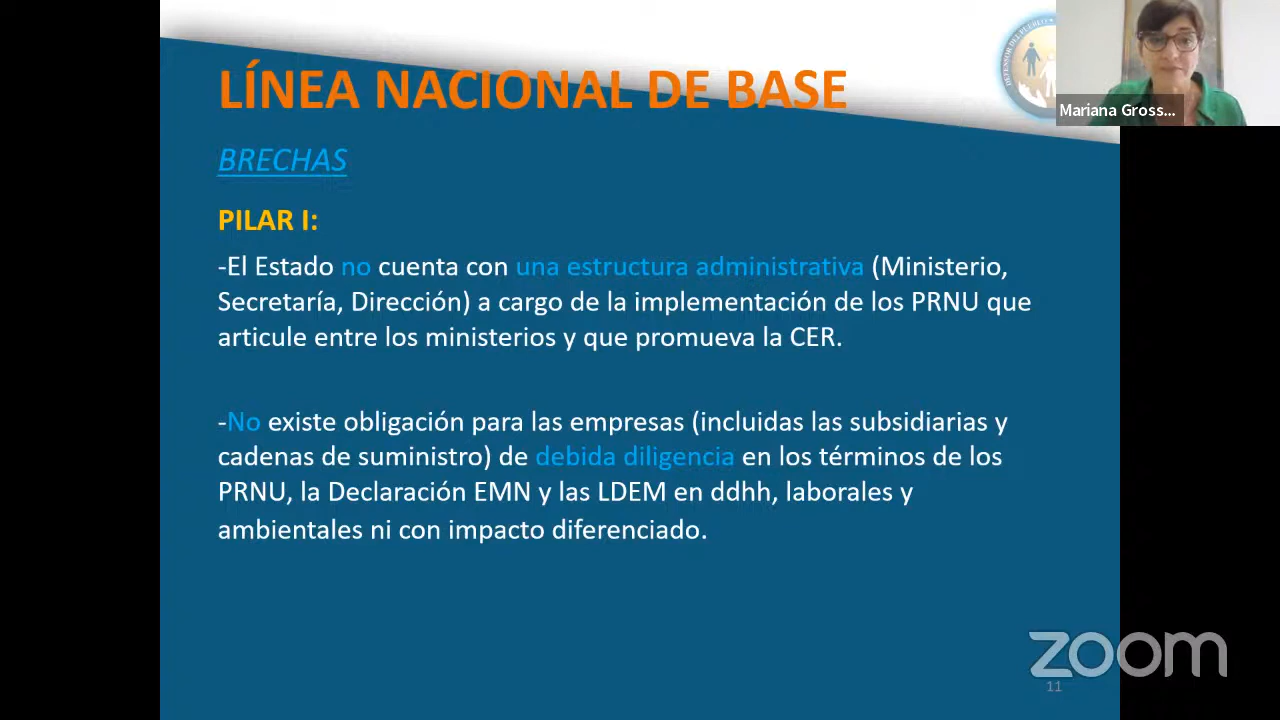 LÍNEA NACIONAL DE BASE
BRECHAS
PILAR I:
-El Estado no cuenta con una estructura administrativa (Ministerio,
Secretaría, Dirección) a cargo de la implementación de los PRNU que
articule entre los ministerios y que promueva la CER.
-No existe obligación para las empresas (incluidas las subsidiarias y
cadenas de suministro) de debida diligencia en los términos de los
PRNU, la Declaración EMN y las LDEM en ddhh, laborales y
ambientales ni con impacto diferenciado.
DEFENSOR DEL PUEBLO
Mariana Gross...
zoom
11